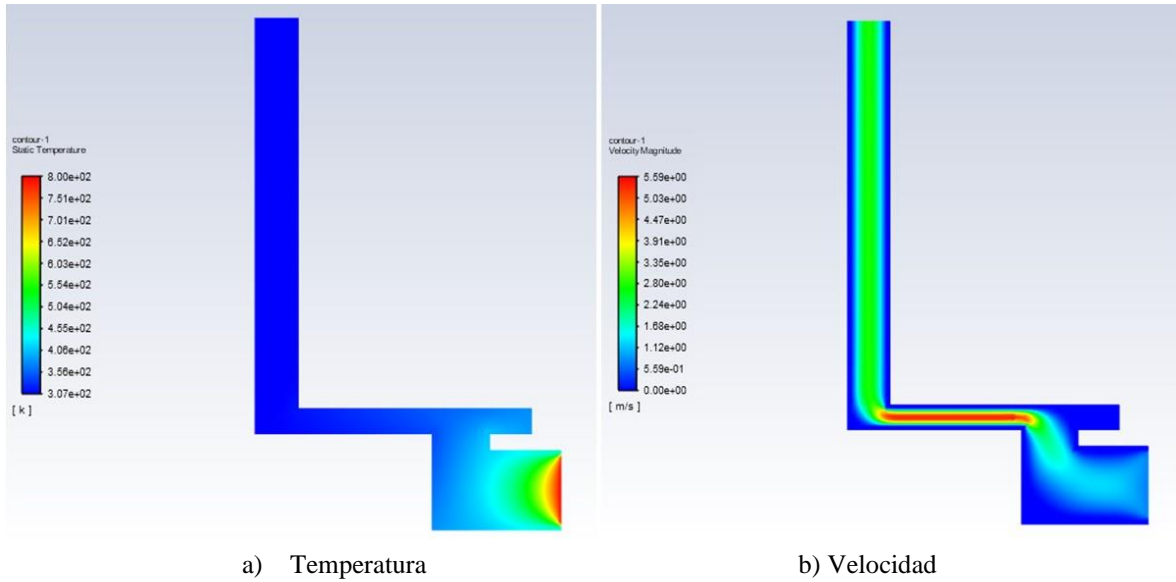 contour-1
Static Temperature
8.00e+02
7.51e+02
7.01e+02
6.52e+02
6.03e+02
5.54e+02
5.04e+02
4.55e+02
4.06e+02
3.56e+02
3.07e+02
[ k ]
contour-1
Velocity Magnitude
5.59e+00
5.03e+00
4.47e+00
3.91e+00
3.35e+00
2.80e+00
2.24e+00
1.68e+00
1.12e+00
5.59e-01
0.00e+00
[ m/s ]
a) Temperatura
b) Velocidad